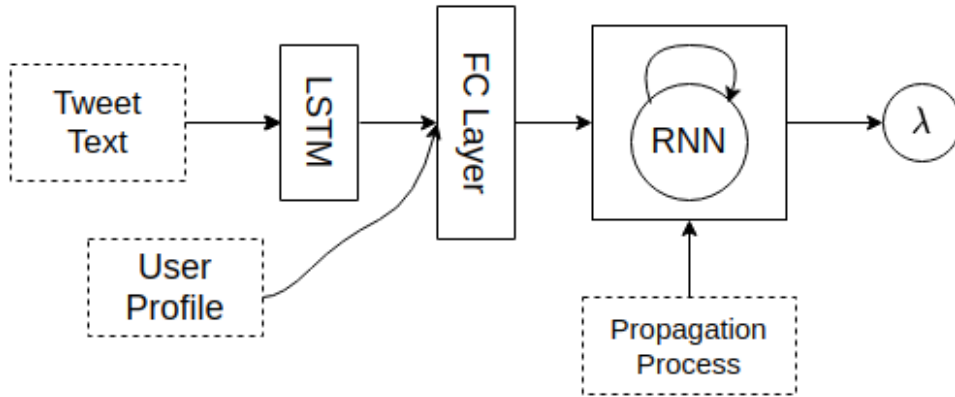 Tweet
Text
LSTM
FC Layer
RNN
λ
User
Profile
Propagation
Process